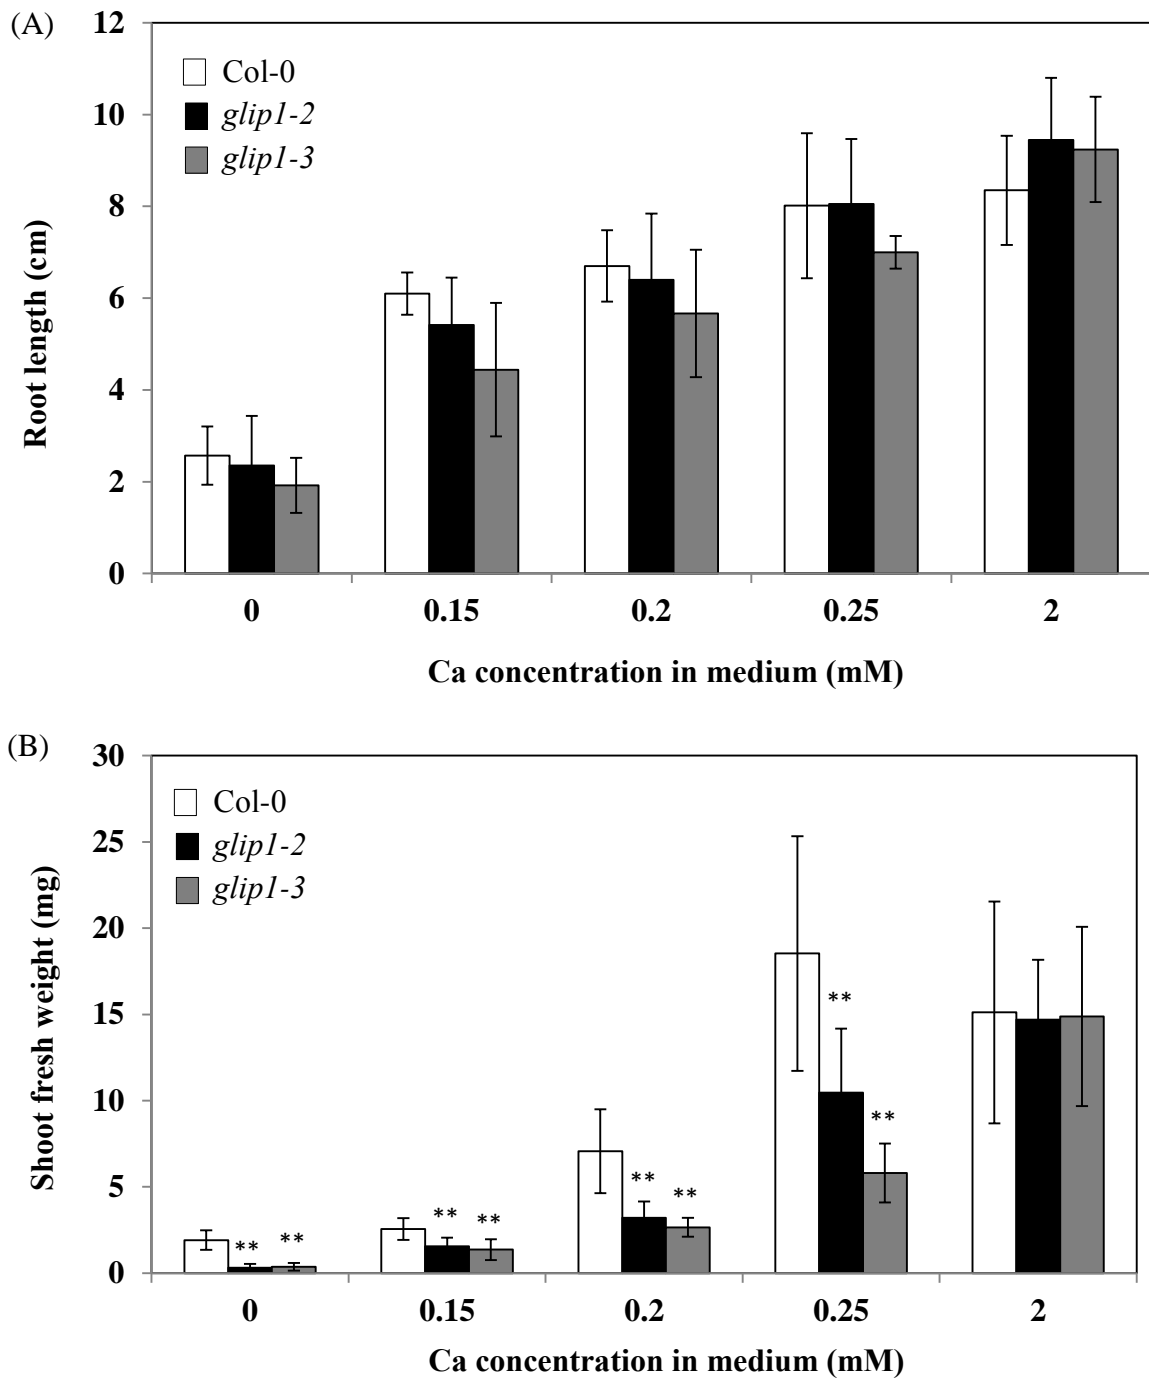 (A)
12
10
8
6
4
2
0
Root length (cm)
Col-0
glip1-2
glip1-3
0 0.15 0.2 0.25 2
Ca concentration in medium (mM)
(B)
30
25
20
15
10
5
0
Shoot fresh weight (mg)
Col-0
glip1-2
glip1-3
** ** ** ** ** ** ** **
0 0.15 0.2 0.25 2
Ca concentration in medium (mM)